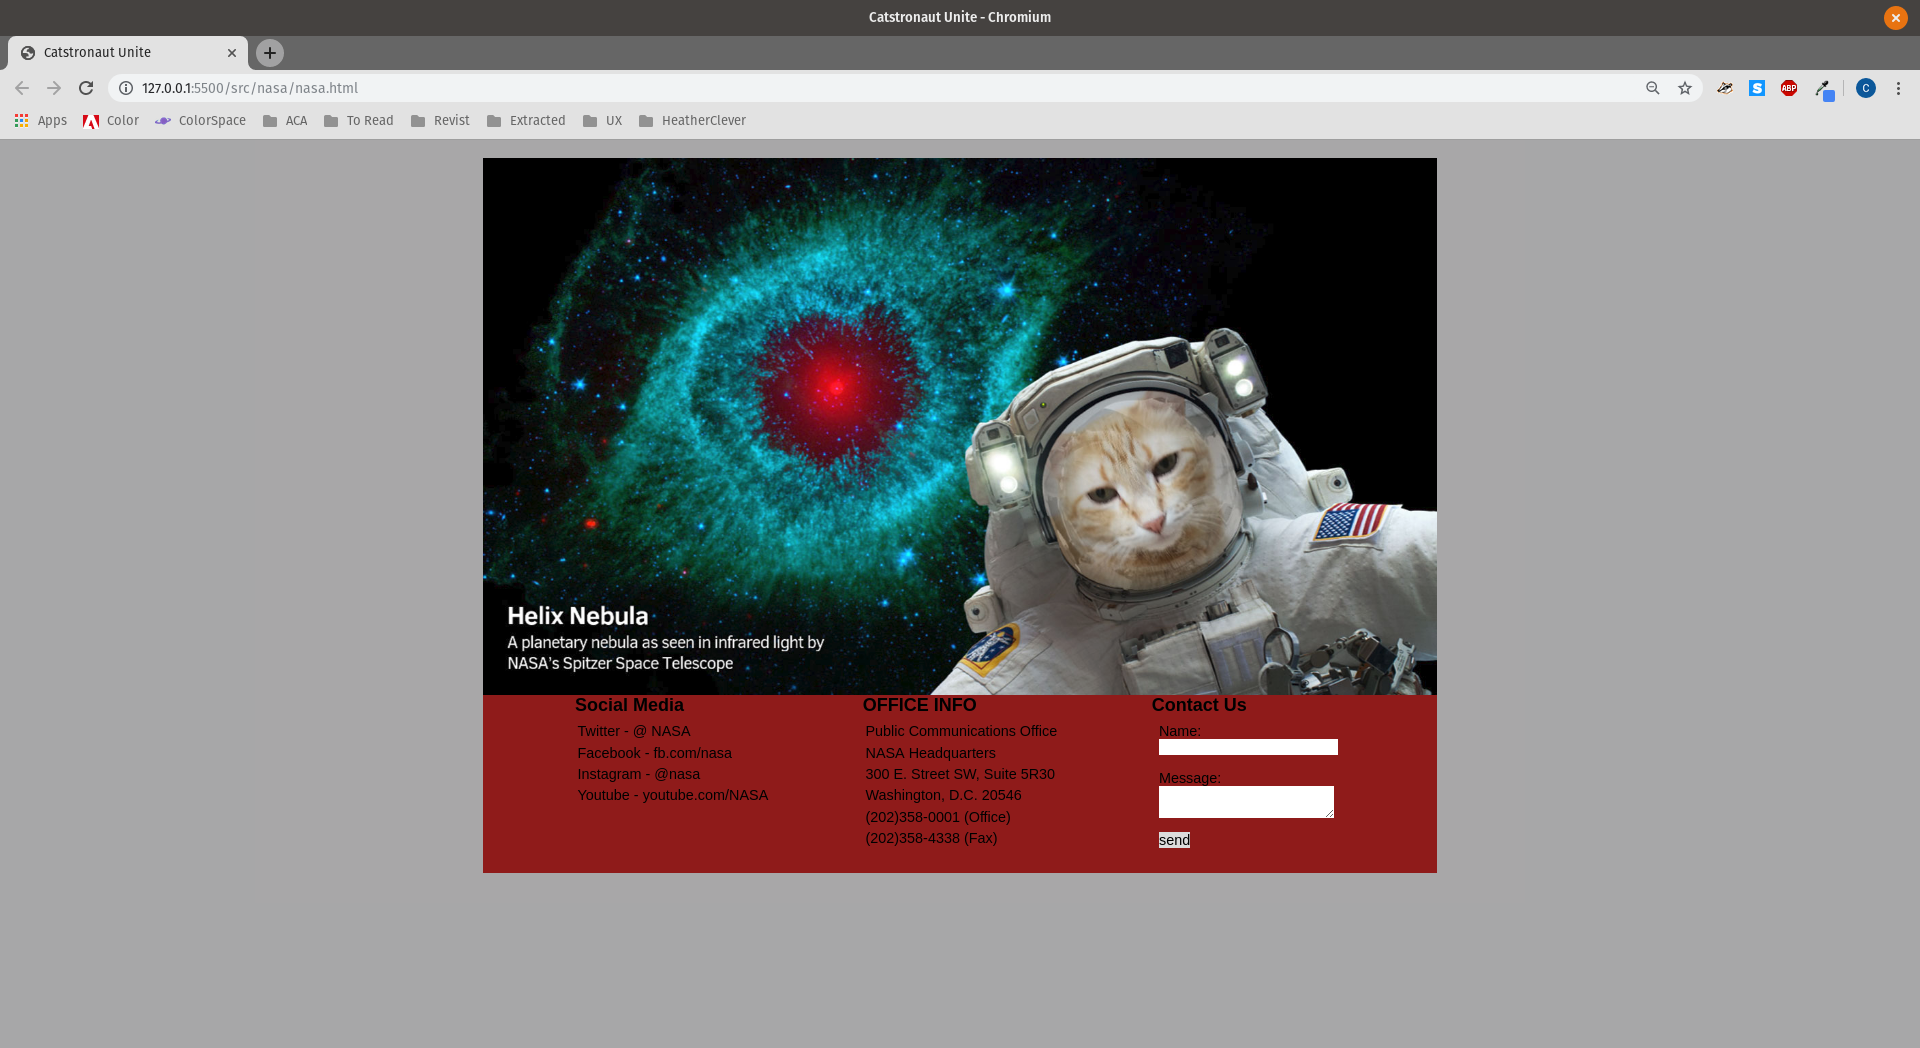 Catstronaut Unite - Chromium
Catstronaut Unite
127.0.0.1:5500/src/nasa/nasa.html
S
ABP
C
Apps
Color
ColorSpace
ACA
To Read
Revist
Extracted
UX
HeatherClever
Helix Nebula
A planetary nebula as seen in infrared light by
NASA's Spitzer Space Telescope
Social Media
Twitter - @ NASA
Facebook - fb.com/nasa
Instagram - @nasa
Youtube - youtube.com/NASA
OFFICE INFO
Public Communications Office
NASA Headquarters
300 E. Street SW, Suite 5R30
Washington, D.C. 20546
(202)358-0001 (Office)
(202)358-4338 (Fax)
Contact Us
Name:
Message:
send